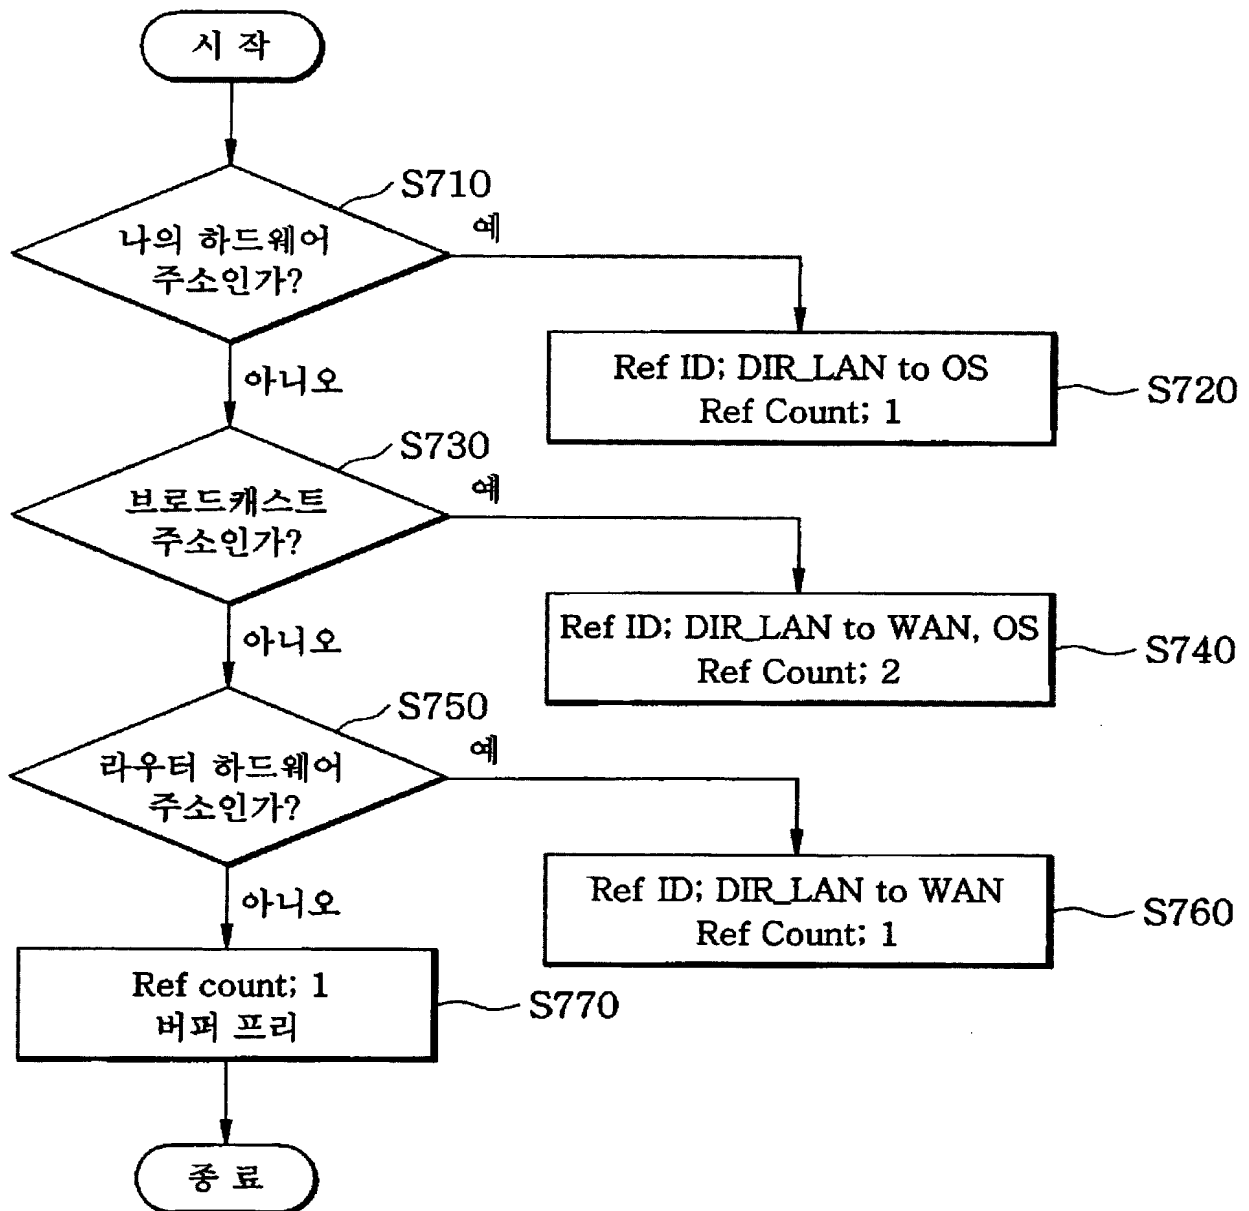 시 작
S710
나의 하드웨어
주소인가?
예
아니오
Ref ID; DIR_LAN to OS
Ref Count; 1
S720
S730
브로드캐스트
주소인가?
예
아니오
Ref ID; DIR_LAN to WAN, OS
Ref Count; 2
S740
S750
라우터 하드웨어
주소인가?
예
아니오
Ref ID; DIR_LAN to WAN
Ref Count; 1
S760
Ref count; 1
버퍼 프리
S770
종 료